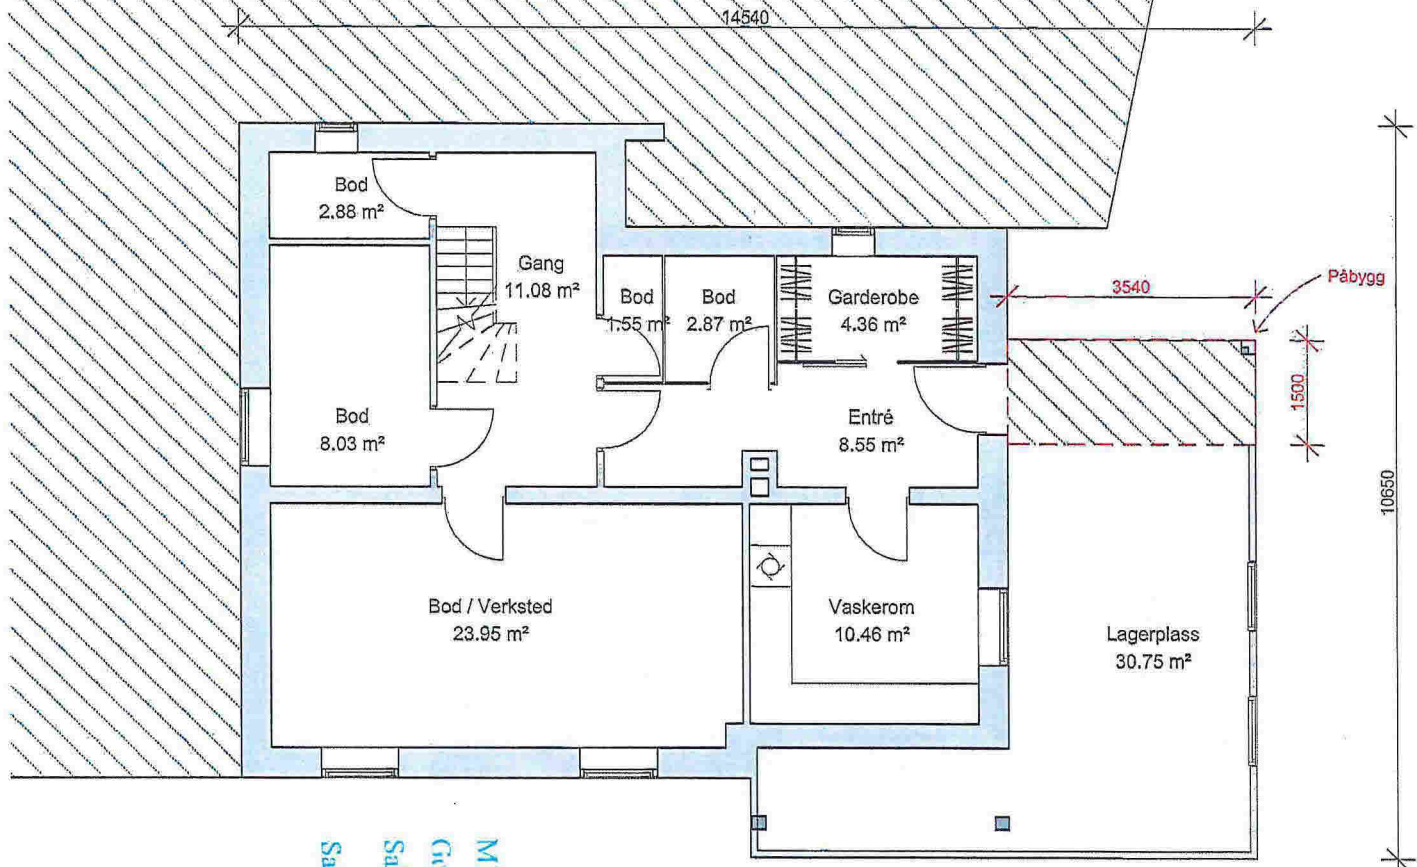 14540
Bod
2.88 m²
Gang
11.08 m²
Bod
1.55 m²
Bod
2.87 m²
Garderobe
4.36 m²
3540
Påbygg
1500
10650
Bod
8.03 m²
Entré
8.55 m²
Bod / Verksted
23.95 m²
Vaskerom
10.46 m²
Lagerplass
30.75 m²
M
Sa
Sa